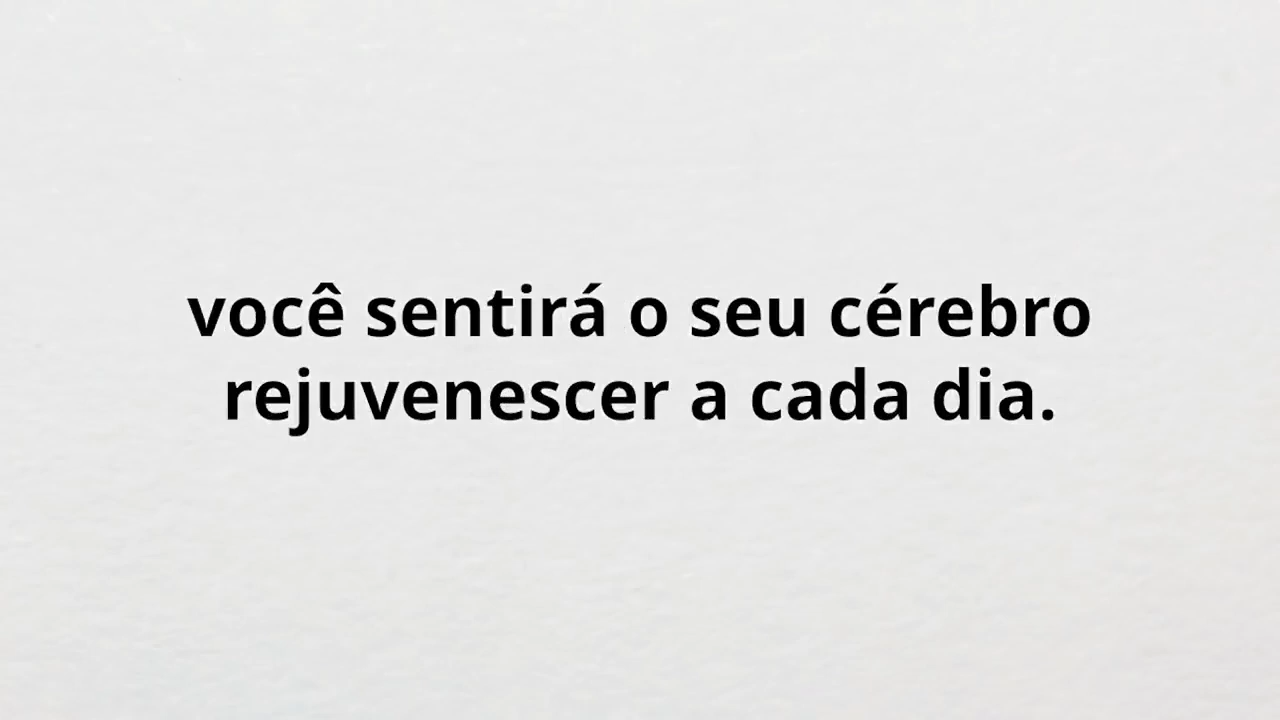 você sentirá o seu cérebro
rejuvenescer a cada dia.